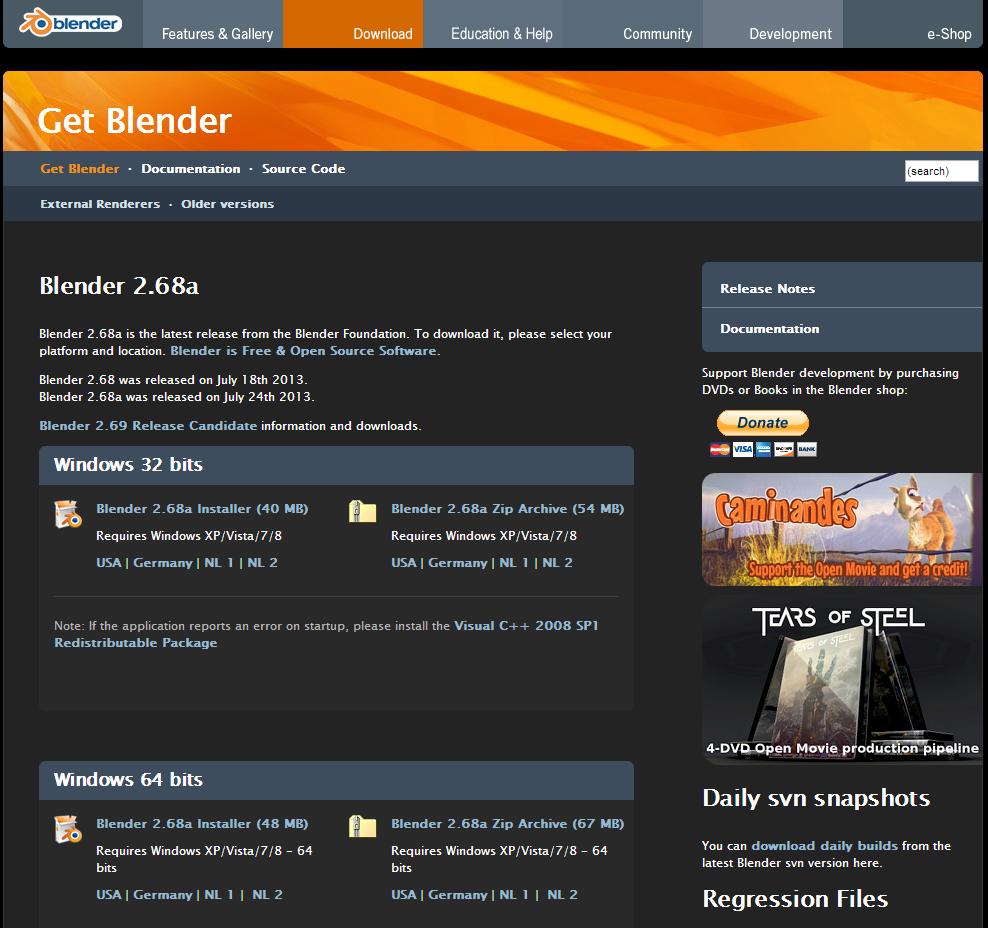 blender
Features & Gallery
Download
Education & Help
Community
Development
e-Shop
Get Blender
Get Blender · Documentation · Source Code
(search)
External Renderers · Older versions
Blender 2.68a
Blender 2.68a is the latest release from the Blender Foundation. To download it, please select your
platform and location. Blender is Free & Open Source Software.
Blender 2.68 was released on July 18th 2013.
Blender 2.68a was released on July 24th 2013.
Blender 2.69 Release Candidate information and downloads.
Windows 32 bits
Blender 2.68a Installer (40 MB)
Requires Windows XP/Vista/7/8
USA | Germany | NL 1 | NL 2
Blender 2.68a Zip Archive (54 MB)
Requires Windows XP/Vista/7/8
USA | Germany | NL 1 | NL 2
Note: If the application reports an error on startup, please install the Visual C++ 2008 SP1
Redistributable Package
Windows 64 bits
Blender 2.68a Installer (48 MB)
Requires Windows XP/Vista/7/8 - 64
bits
USA | Germany | NL 1 | NL 2
Blender 2.68a Zip Archive (67 MB)
Requires Windows XP/Vista/7/8 - 64
bits
USA | Germany | NL 1 | NL 2
Release Notes
Documentation
Support Blender development by purchasing
DVDs or Books in the Blender shop:
Donate
VISA
BANK
Caminandes
Support the Open Movie and get a credit!
TEARS OF STEEL
TEARS OF STEEL
4-DVD Open Movie production pipeline
Daily svn snapshots
You can download daily builds from the
latest Blender svn version here.
Regression Files